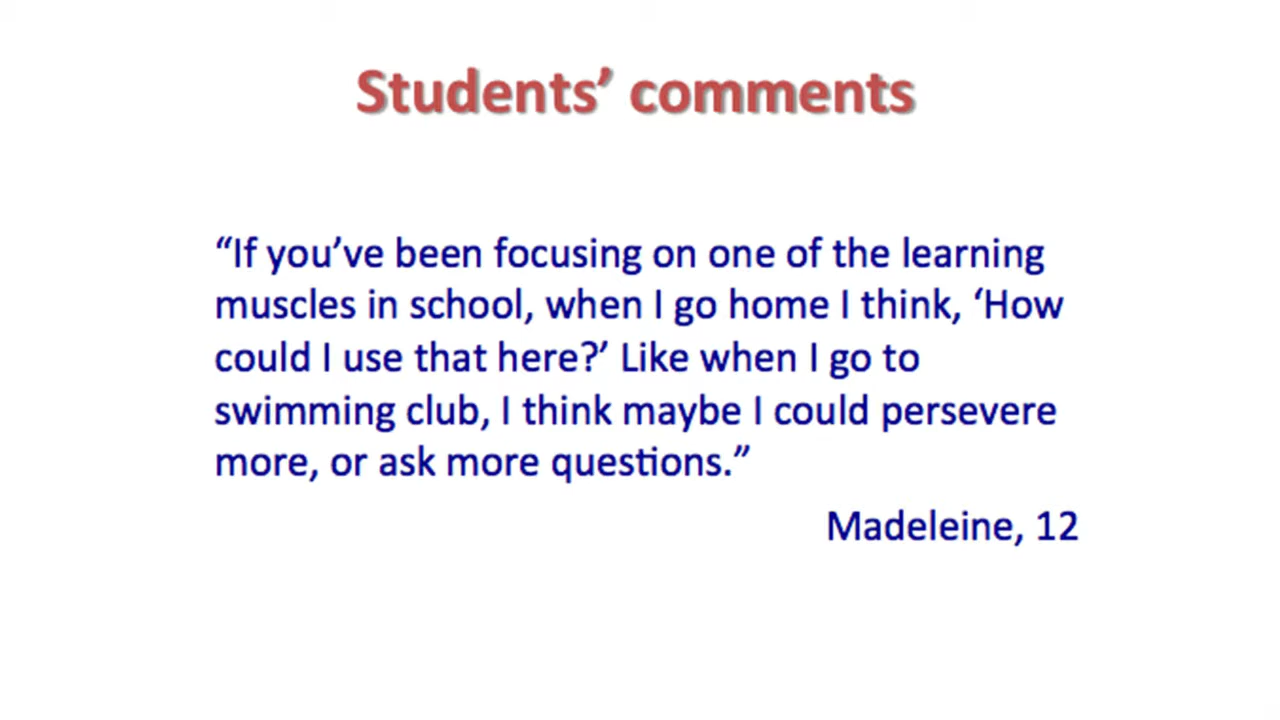 Students’ comments
“If you’ve been focusing on one of the learning
muscles in school, when I go home I think, ‘How
could I use that here?’ Like when I go to
swimming club, I think maybe I could persevere
more, or ask more questions.”
Madeleine, 12